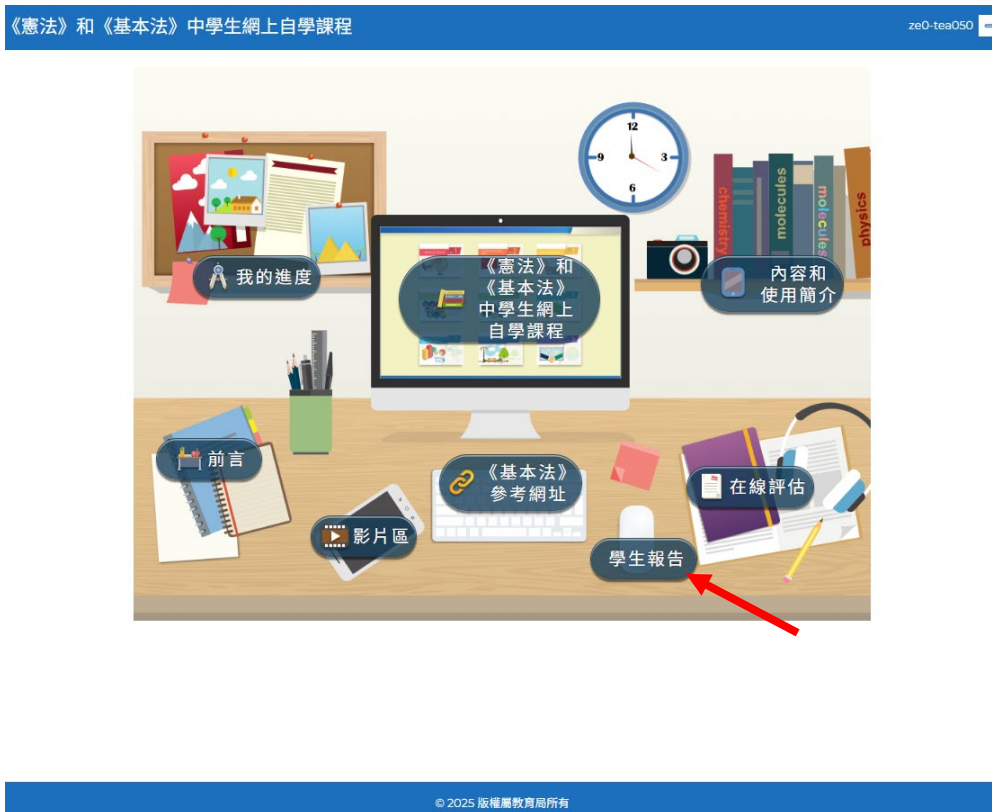 《憲法》和《基本法》中學生網上自學課程
ze0-tea050
12
9
3
6
chemistry
molecules
molecules
physics
我的進度
《憲法》和
《基本法》
中學生網上
自學課程
內容和
使用簡介
前言
《基本法》
參考網址
在線評估
影片區
學生報告
© 2025 版權屬教育局所有